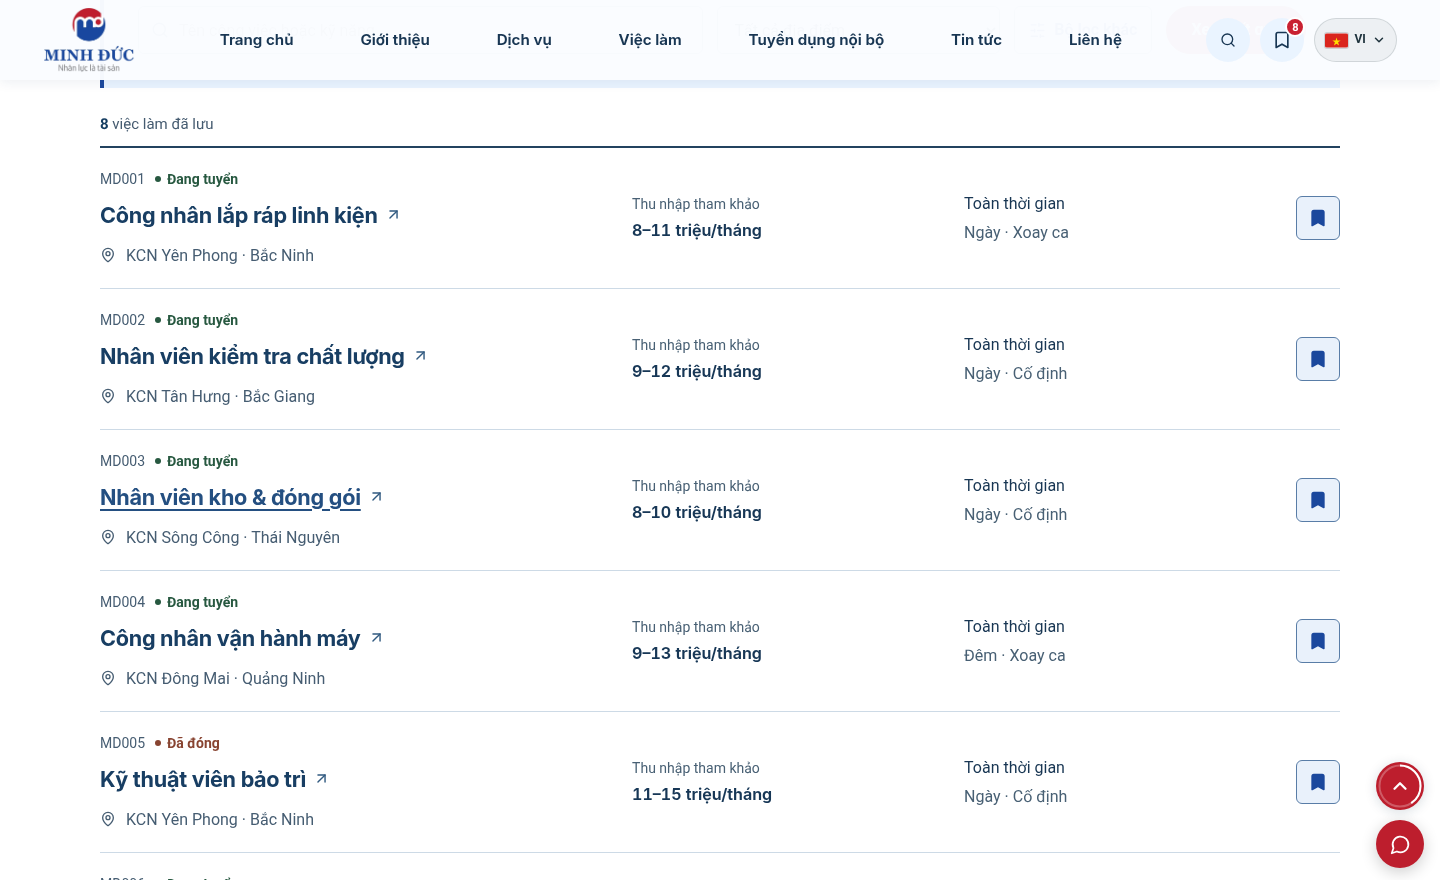 MINH ĐỨC
Nhân lực là tài sản
Trang chủ
Giới thiệu
Dịch vụ
Việc làm
Tuyển dụng nội bộ
Tin tức
Liên hệ
8
VI
8 việc làm đã lưu
MD001 Đang tuyển
Công nhân lắp ráp linh kiện
KCN Yên Phong · Bắc Ninh
Thu nhập tham khảo
8–11 triệu/tháng
Toàn thời gian
Ngày · Xoay ca
MD002 Đang tuyển
Nhân viên kiểm tra chất lượng
KCN Tân Hưng · Bắc Giang
Thu nhập tham khảo
9–12 triệu/tháng
Toàn thời gian
Ngày · Cố định
MD003 Đang tuyển
Nhân viên kho & đóng gói
KCN Sông Công · Thái Nguyên
Thu nhập tham khảo
8–10 triệu/tháng
Toàn thời gian
Ngày · Cố định
MD004 Đang tuyển
Công nhân vận hành máy
KCN Đông Mai · Quảng Ninh
Thu nhập tham khảo
9–13 triệu/tháng
Toàn thời gian
Đêm · Xoay ca
MD005 Đã đóng
Kỹ thuật viên bảo trì
KCN Yên Phong · Bắc Ninh
Thu nhập tham khảo
11–15 triệu/tháng
Toàn thời gian
Ngày · Cố định